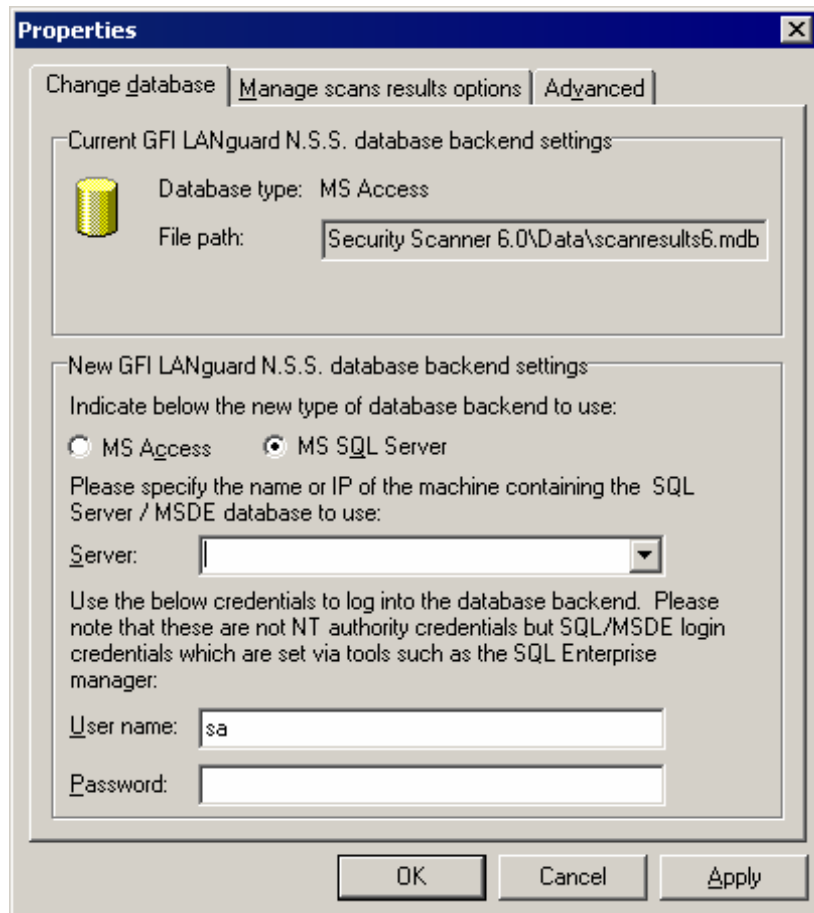 Properties
Change database
Manage scans results options
Advanced
Current GFI LANguard N.S.S. database backend settings
Database type: MS Access
File path: Security Scanner 6.0\Data\scanresults6.mdb
New GFI LANguard N.S.S. database backend settings
Indicate below the new type of database backend to use:
MS Access MS SQL Server
Please specify the name or IP of the machine containing the SQL
Server / MSDE database to use:
Server:
Use the below credentials to log into the database backend. Please
note that these are not NT authority credentials but SQL/MSDE login
credentials which are set via tools such as the SQL Enterprise
manager:
User name: sa
Password:
OK Cancel Apply